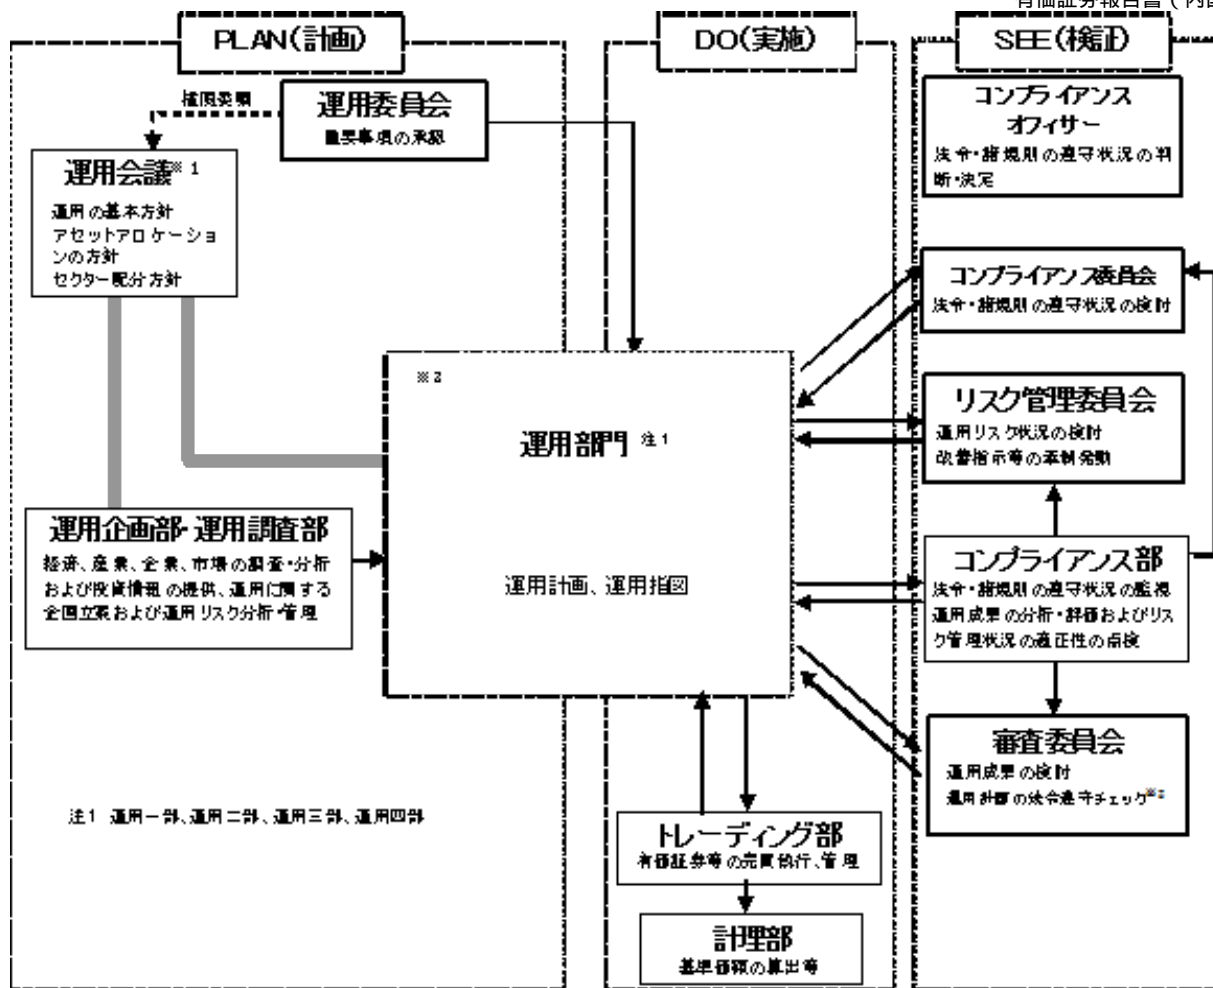 有価証券報告書(内国
PLAN(計画)
DO(実施)
SEE(検証)
権限委嘱
運用委員会
重要事項の承認
運用会議※1
運用の基本方針
アセットアロケーショ
ンの方針
セクター配分方針
コンプライアンス
オフィサー
法令・諸規則の遵守状況の判
断・決定
コンプライアンス委員会
法令・諸規則の遵守状況の検討
※2
運用部門 注1
運用計画、運用指図
リスク管理委員会
運用リスク状況の検討
改善指示等の牽制発動
運用企画部・運用調査部
経済、産業、企業、市場の調査・分析
および投資情報の提供、運用に関する
企画立案および運用リスク分析・管理
コンプライアンス部
法令・諸規則の遵守状況の監視
運用成果の分析・評価およびリス
ク管理状況の適正性の点検
審査委員会
運用成果の検討
運用計画の法令遵守チェック
注1 運用一部、運用二部、運用三部、運用四部
トレーディング部
有価証券等の売買執行、管理
計理部
基準価額の算出等